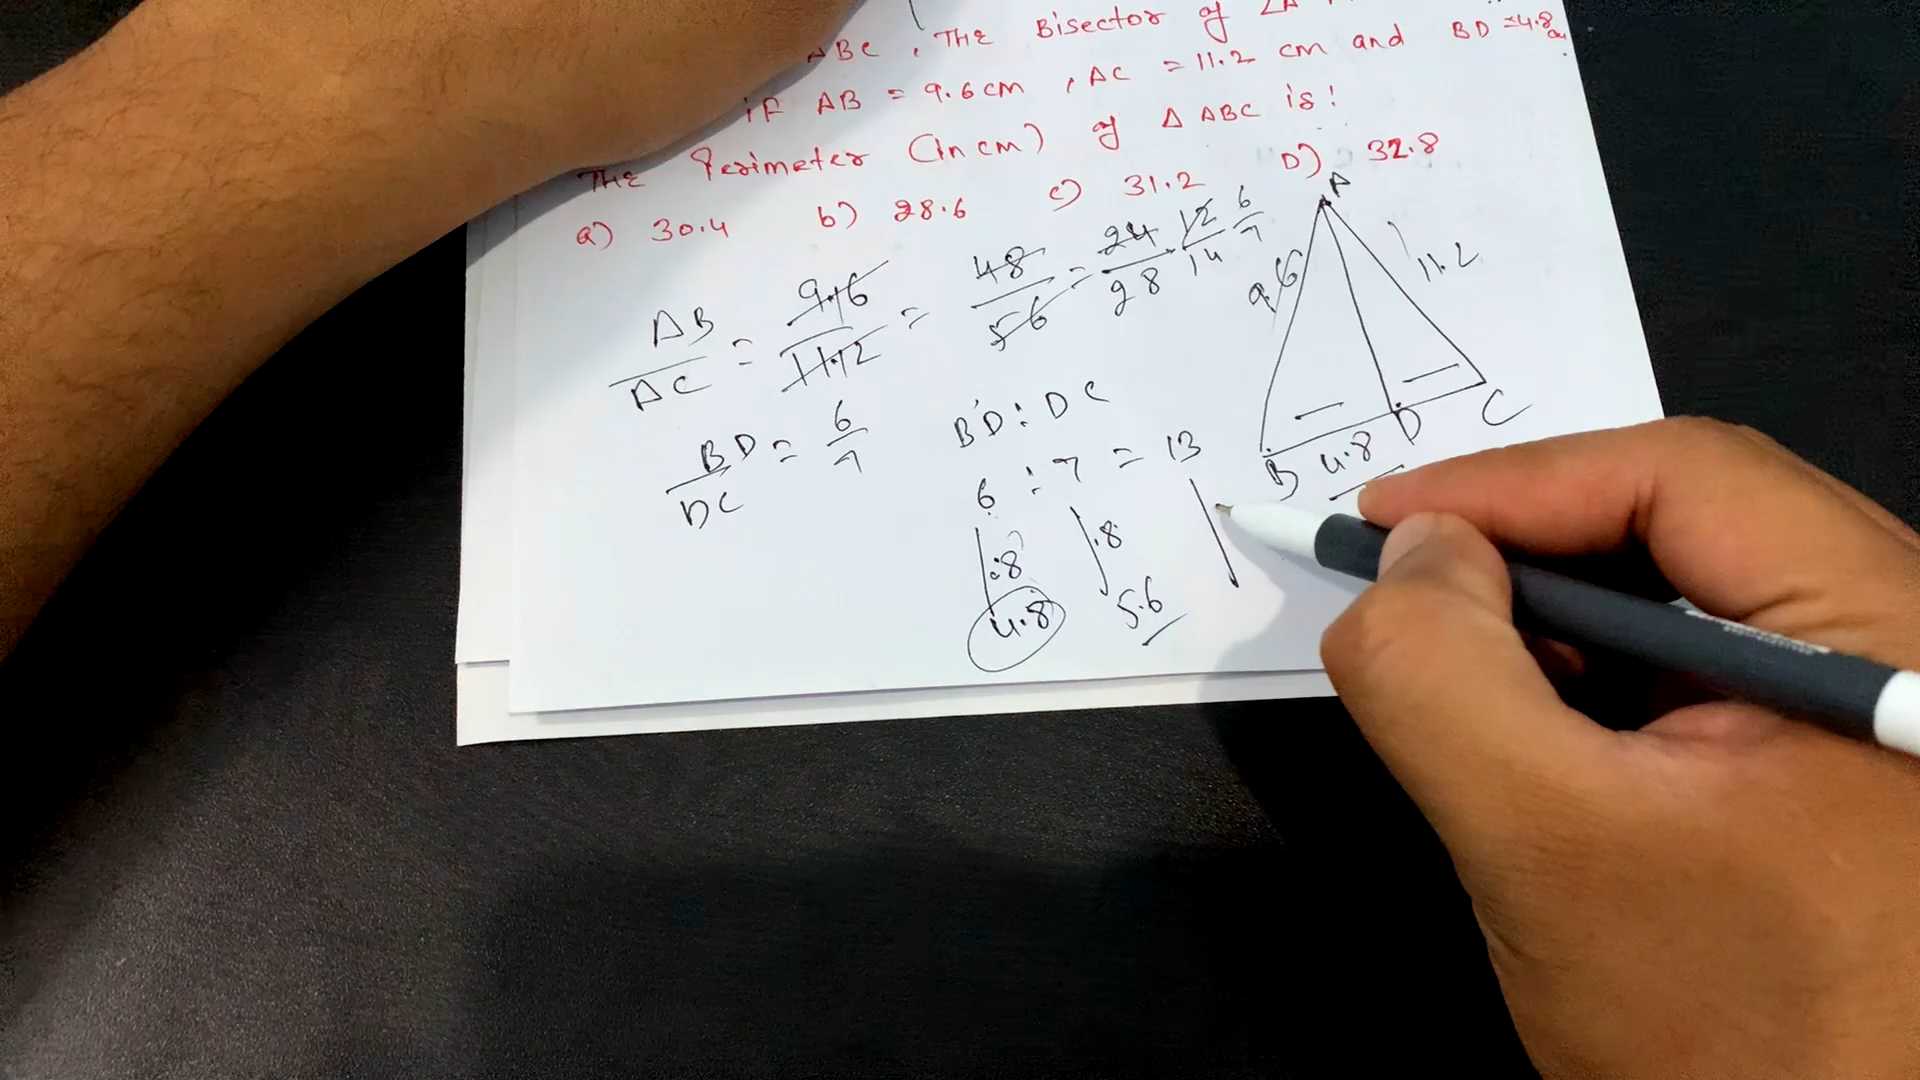 ABC, THE Bisector of ∠A
if AB = 9.6 cm, AC = 11.2 cm and BD = 4.8 cm
THE Perimeter (in cm) of Δ ABC is!
a) 30.4 b) 28.6 c) 31.2 D) 32.8
AB/AC = 9.6/11.2 = 48/56 = 24/28 = 12/14 6/7
BD/DC = 6/7
BD : DC
6 : 7 = 13
.8 .8
4.8 5.6
A
9.6 11.2
B 4.8 D C